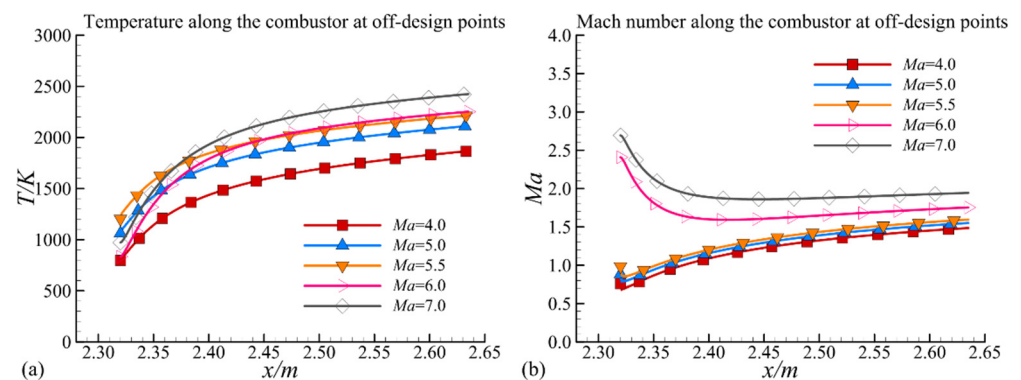 Temperature along the combustor at off-design points
3000
2500
2000
1500
1000
500
0
T/K
Ma=4.0
Ma=5.0
Ma=5.5
Ma=6.0
Ma=7.0
2.30 2.35 2.40 2.45 2.50 2.55 2.60 2.65
(a)
x/m
Mach number along the combustor at off-design points
4.0
3.5
3.0
2.5
2.0
1.5
1.0
0.5
0.0
Ma
Ma=4.0
Ma=5.0
Ma=5.5
Ma=6.0
Ma=7.0
2.30 2.35 2.40 2.45 2.50 2.55 2.60 2.65
(b)
x/m